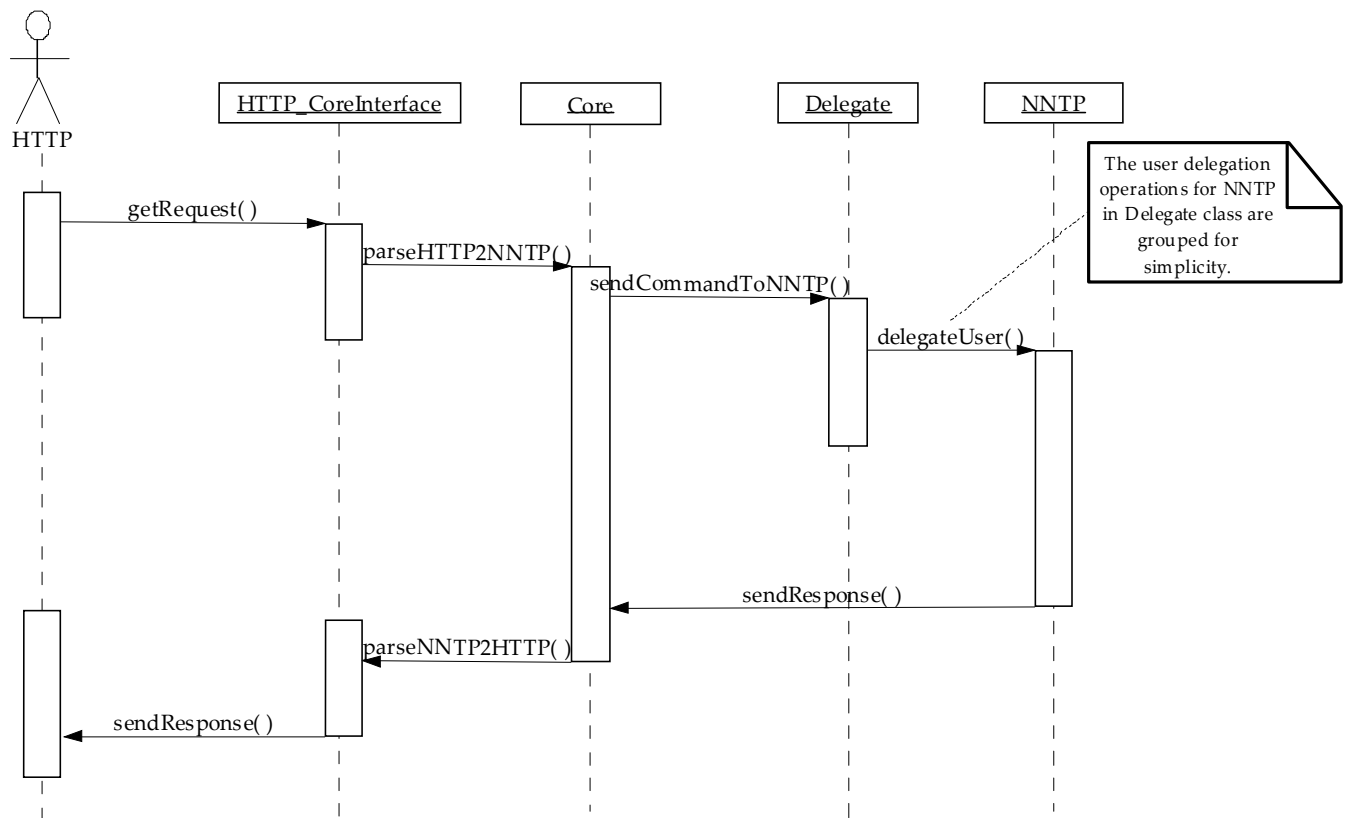 HTTP
HTTP_CoreInterface
Core
Delegate
NNTP
The user delegation
operations for NNTP
in Delegate class are
grouped for
simplicity.
getRequest( )
parseHTTP2NNTP( )
sendCommandToNNTP( )
delegateUser( )
sendResponse( )
parseNNTP2HTTP( )
sendResponse( )